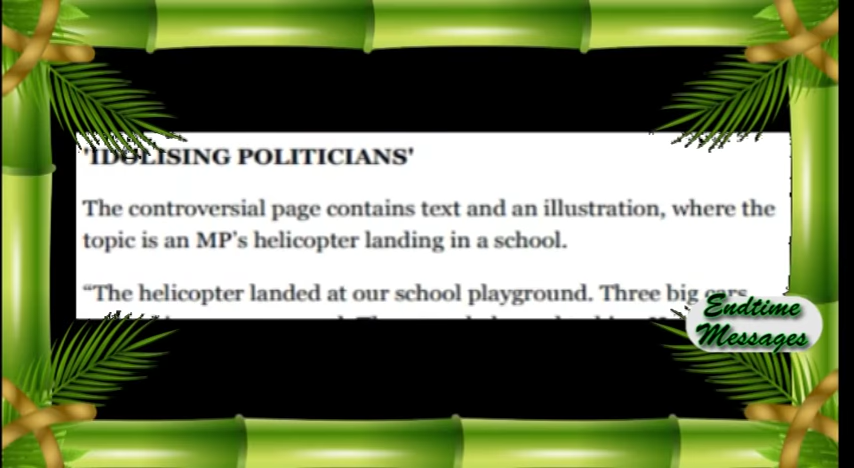 'IDOLISING POLITICIANS'
The controversial page contains text and an illustration, where the
topic is an MP's helicopter landing in a school.
“The helicopter landed at our school playground. Three big cars
Endtime
Messages